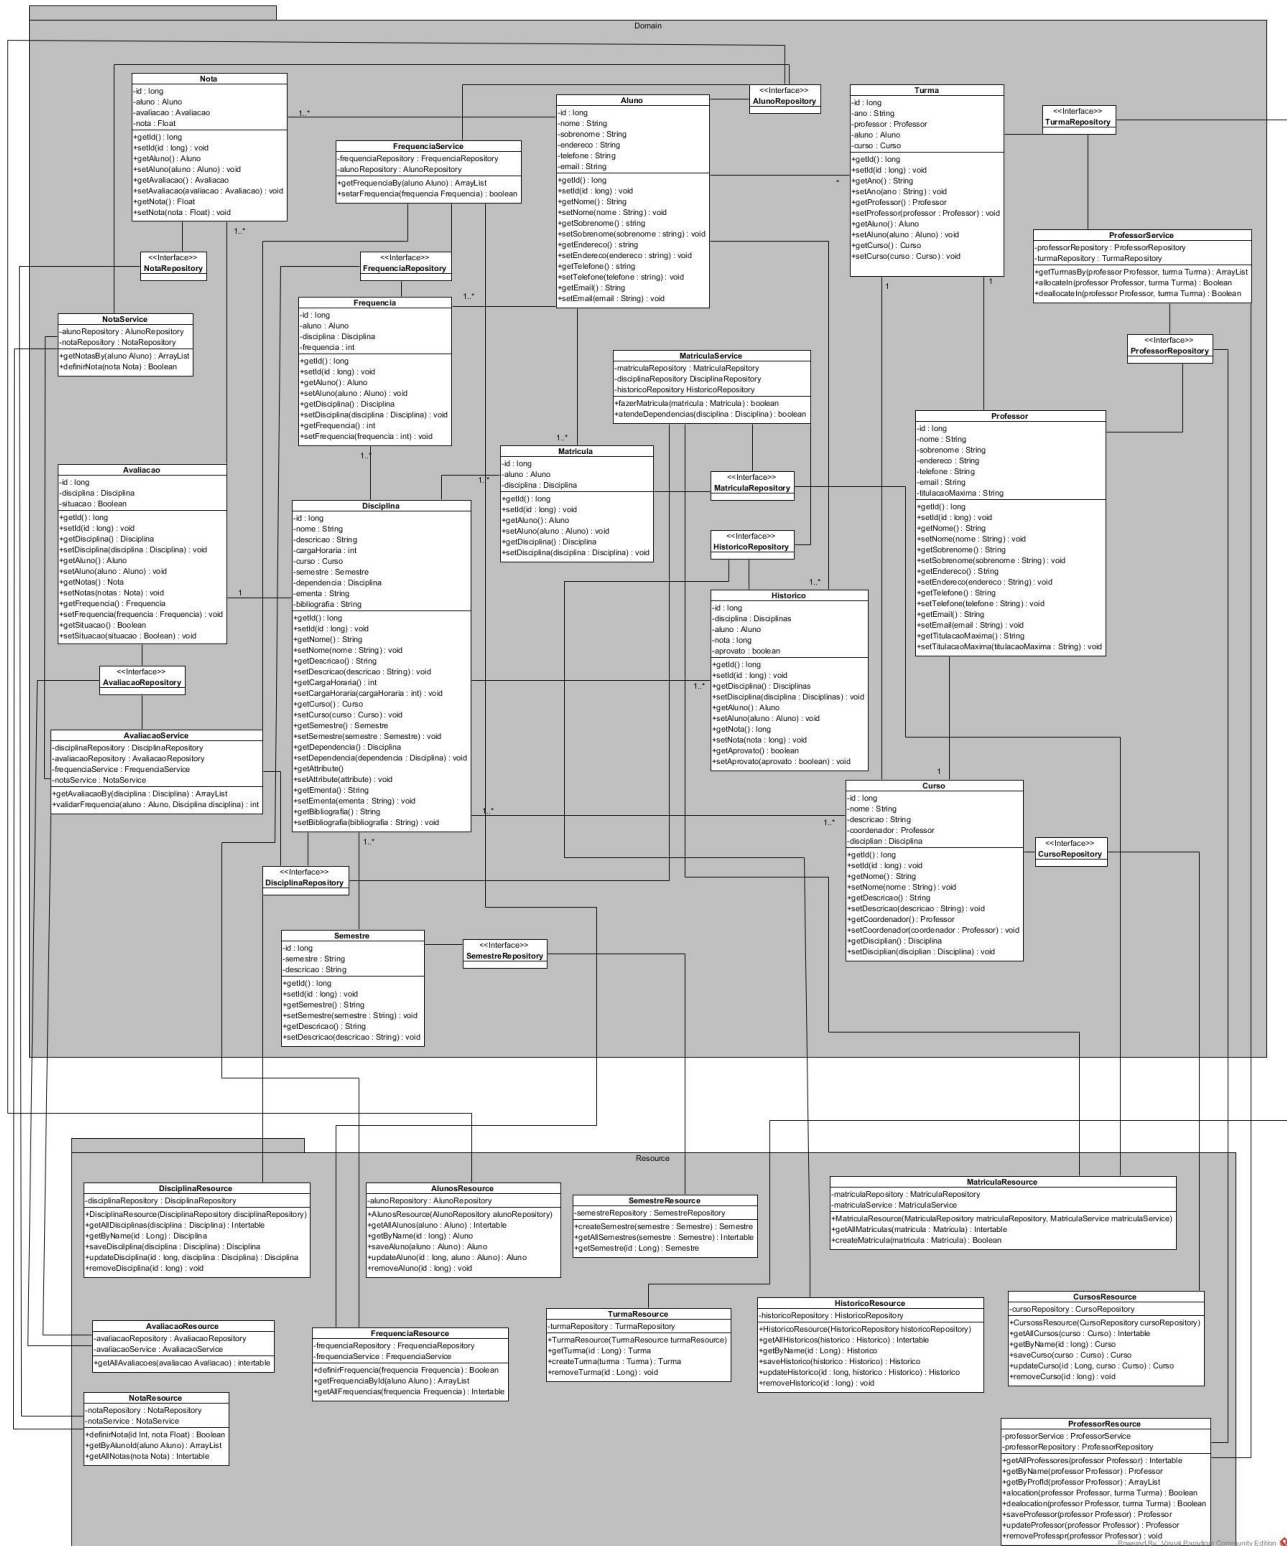 Domain
Nota
-id : long
-aluno : Aluno
-avaliacao : Avaliacao
-nota : Float
+getId() : long
+setId(id : long) : void
+getAluno() : Aluno
+setAluno(aluno : Aluno) : void
+getAvaliacao() : Avaliacao
+setAvaliacao(avaliacao : Avaliacao) : void
+getNota() : Float
+setNota(nota : Float) : void
1..*
1..*
<<Interface>>
NotaRepository
FrequenciaService
-frequenciaRepository : FrequenciaRepository
-alunoRepository : AlunoRepository
+getFrequenciaBy(aluno Aluno) : ArrayList
+setarFrequencia(frequencia Frequencia) : boolean
<<Interface>>
FrequenciaRepository
Aluno
-id : long
-nome : String
-sobrenome : String
-endereco : String
-telefone : String
-email : String
+getId() : long
+setId(id : long) : void
+getNome() : String
+setNome(nome : String) : void
+getSobrenome() : string
+setSobrenome(sobrenome : string) : void
+getEndereco() : string
+setEndereco(endereco : string) : void
+getTelefone() : string
+setTelefone(telefone : string) : void
+getEmail() : String
+setEmail(email : String) : void
<<Interface>>
AlunoRepository
Turma
-id : long
-ano : String
-professor : Professor
-aluno : Aluno
-curso : Curso
+getId() : long
+setId(id : long) : void
+getAno() : String
+setAno(ano : String) : void
+getProfessor() : Professor
+setProfessor(professor : Professor) : void
+getAluno() : Aluno
+setAluno(aluno : Aluno) : void
+getCurso() : Curso
+setCurso(curso : Curso) : void
*
1
1
<<Interface>>
TurmaRepository
ProfessorService
-professorRepository : ProfessorRepository
-turmaRepository : TurmaRepository
+getTurmasBy(professor Professor, turma Turma) : ArrayList
+allocateIn(professor Professor, turma Turma) : Boolean
+deallocateIn(professor Professor, turma Turma) : Boolean
<<Interface>>
ProfessorRepository
NotaService
-alunoRepository : AlunoRepository
-notaRepository : NotaRepository
+getNotasBy(aluno Aluno) : ArrayList
+definirNota(nota Nota) : Boolean
Frequencia
-id : long
-aluno : Aluno
-disciplina : Disciplina
-frequencia : int
+getId() : long
+setId(id : long) : void
+getAluno() : Aluno
+setAluno(aluno : Aluno) : void
+getDisciplina() : Disciplina
+setDisciplina(disciplina : Disciplina) : void
+getFrequencia() : int
+setFrequencia(frequencia : int) : void
1..*
1..*
MatriculaService
-matriculaRepository : MatriculaRepository
-disciplinaRepository DisciplinaRepository
-historicoRepository HistoricoRepository
+fazerMatricula(matricula : Matricula) : boolean
+atendeDependencias(disciplina : Disciplina) : boolean
Professor
-id : long
-nome : String
-sobrenome : String
-endereco : String
-telefone : String
-email : String
-titulacaoMaxima : String
+getId() : long
+setId(id : long) : void
+getNome() : String
+setNome(nome : String) : void
+getSobrenome() : String
+setSobrenome(sobrenome : String) : void
+getEndereco() : String
+setEndereco(endereco : String) : void
+getTelefone() : String
+setTelefone(telefone : String) : void
+getEmail() : String
+setEmail(email : String) : void
+getTitulacaoMaxima() : String
+setTitulacaoMaxima(titulacaoMaxima : String) : void
1
Avaliacao
-id : long
-disciplina : Disciplina
-situacao : Boolean
+getId() : long
+setId(id : long) : void
+getDisciplina() : Disciplina
+setDisciplina(disciplina : Disciplina) : void
+getAluno() : Aluno
+setAluno(aluno : Aluno) : void
+getNotas() : Nota
+setNotas(notas : Nota) : void
+getFrequencia() : Frequencia
+setFrequencia(frequencia : Frequencia) : void
+getSituacao() : Boolean
+setSituacao(situacao : Boolean) : void
1
Matricula
-id : long
-aluno : Aluno
-disciplina : Disciplina
+getId() : long
+setId(id : long) : void
+getAluno() : Aluno
+setAluno(aluno : Aluno) : void
+getDisciplina() : Disciplina
+setDisciplina(disciplina : Disciplina) : void
1..*
1..*
<<Interface>>
MatriculaRepository
<<Interface>>
HistoricoRepository
Disciplina
-id : long
-nome : String
-descricao : String
-cargaHoraria : int
-curso : Curso
-semestre : Semestre
-dependencia : Disciplina
-ementa : String
-bibliografia : String
+getId() : long
+setId(id : long) : void
+getNome() : String
+setNome(nome : String) : void
+getDescricao() : String
+setDescricao(descricao : String) : void
+getCargaHoraria() : int
+setCargaHoraria(cargaHoraria : int) : void
+getCurso() : Curso
+setCurso(curso : Curso) : void
+getSemestre() : Semestre
+setSemestre(semestre : Semestre) : void
+getDependencia() : Disciplina
+setDependencia(dependencia : Disciplina) : void
+getAttribute()
+setAttribute(attribute) : void
+getEmenta() : String
+setEmenta(ementa : String) : void
+getBibliografia() : String
+setBibliografia(bibliografia : String) : void
1..*
1..*
1..*
Historico
-id : long
-disciplina : Disciplinas
-aluno : Aluno
-nota : long
-aprovato : boolean
+getId() : long
+setId(id : long) : void
+getDisciplina() : Disciplinas
+setDisciplina(disciplina : Disciplinas) : void
+getAluno() : Aluno
+setAluno(aluno : Aluno) : void
+getNota() : long
+setNota(nota : long) : void
+getAprovato() : boolean
+setAprovato(aprovato : boolean) : void
1..*
1..*
<<Interface>>
AvaliacaoRepository
AvaliacaoService
-disciplinaRepository : DisciplinaRepository
-avaliacaoRepository : AvaliacaoRepository
-frequenciaService : FrequenciaService
-notaService : NotaService
+getAvaliacaoBy(disciplina : Disciplina) : ArrayList
+validarFrequencia(aluno : Aluno, Disciplina disciplina) : int
Curso
-id : long
-nome : String
-descricao : String
-coordenador : Professor
-disciplian : Disciplina
+getId() : long
+setId(id : long) : void
+getNome() : String
+setNome(nome : String) : void
+getDescricao() : String
+setDescricao(descricao : String) : void
+getCoordenador() : Professor
+setCoordenador(coordenador : Professor) : void
+getDisciplian() : Disciplina
+setDisciplian(disciplian : Disciplina) : void
<<Interface>>
CursoRepository
<<Interface>>
DisciplinaRepository
Semestre
-id : long
-semestre : String
-descricao : String
+getId() : long
+setId(id : long) : void
+getSemestre() : String
+setSemestre(semestre : String) : void
+getDescricao() : String
+setDescricao(descricao : String) : void
<<Interface>>
SemestreRepository
Resource
DisciplinaResource
-disciplinaRepository : DisciplinaRepository
+DisciplinaResource(DisciplinaRepository disciplinaRepository)
+getAllDisciplinas(disciplina : Disciplina) : Intertable
+getByName(id : Long) : Disciplina
+saveDiscilplina(disciplina : Disciplina) : Disciplina
+updateDisciplina(id : long, disciplina : Disciplina) : Disciplina
+removeDisciplina(id : long) : void
AlunosResource
-alunoRepository : AlunoRepository
+AlunosResource(AlunoRepository alunoRepository)
+getAllAlunos(aluno : Aluno) : Intertable
+getByName(id : long) : Aluno
+saveAluno(aluno : Aluno) : Aluno
+updateAluno(id : long, aluno : Aluno) : Aluno
+removeAluno(id : long) : void
SemestreResource
-semestreRepository : SemestreRepository
+createSemestre(semestre : Semestre) : Semestre
+getAllSemestres(semestre : Semestre) : Intertable
+getSemestre(id : Long) : Semestre
MatriculaResource
-matriculaRepository : MatriculaRepository
-matriculaService : MatriculaService
+MatriculaResource(MatriculaRepository matriculaRepository, MatriculaService matriculaService)
+getAllMatriculas(matricula : Matricula) : Intertable
+createMatricula(matricula : Matricula) : Boolean
AvaliacaoResource
-avaliacaoRepository : AvaliacaoRepository
-avaliacaoService : AvaliacaoService
+getAllAvaliacoes(avaliacao Avaliacao) : intertable
FrequenciaResource
-frequenciaRepository : FrequenciaRepository
-frequenciaService : FrequenciaService
+definirFrequencia(frequencia Frequencia) : Boolean
+getFrequenciaById(aluno Aluno) : ArrayList
+getAllFrequencias(frequencia Frequencia) : Intertable
TurmaResource
-turmaRepository : TurmaRepository
+TurmaResource(TurmaResource turmaResource)
+getTurma(id : Long) : Turma
+createTurma(turma : Turma) : Turma
+removeTurma(id : Long) : void
HistoricoResource
-historicoRepository : HistoricoRepository
+HistoricoResource(HistoricoRepository historicoRepository)
+getAllHistoricos(historico : Historico) : Intertable
+getByName(id : Long) : Historico
+saveHistorico(historico : Historico) : Historico
+updateHistorico(id : long, historico : Historico) : Historico
+removeHistorico(id : long) : void
CursosResource
-cursoRepository : CursoRepository
+CursossResource(CursoRepository cursoRepository)
+getAllCursos(curso : Curso) : Intertable
+getByName(id : long) : Curso
+saveCurso(curso : Curso) : Curso
+updateCurso(id : Long, curso : Curso) : Curso
+removeCurso(id : long) : void
NotaResource
-notaRepository : NotaRepository
-notaService : NotaService
+definirNota(id Int, nota Float) : Boolean
+getByAlunoId(aluno Aluno) : ArrayList
+getAllNotas(nota Nota) : Intertable
ProfessorResource
-professorService : ProfessorService
-professorRepository : ProfessorRepository
+getAllProfessores(professor Professor) : Intertable
+getByName(professor Professor) : Professor
+getByProfId(professor Professor) : ArrayList
+alocation(professor Professor, turma Turma) : Boolean
+dealocation(professor Professor, turma Turma) : Boolean
+saveProfessor(professor Professor) : Professor
+updateProfessor(professor Professor) : Professor
+removeProfesspr(professor Professor) : void
Powered By Visual Paradigm Community Edition